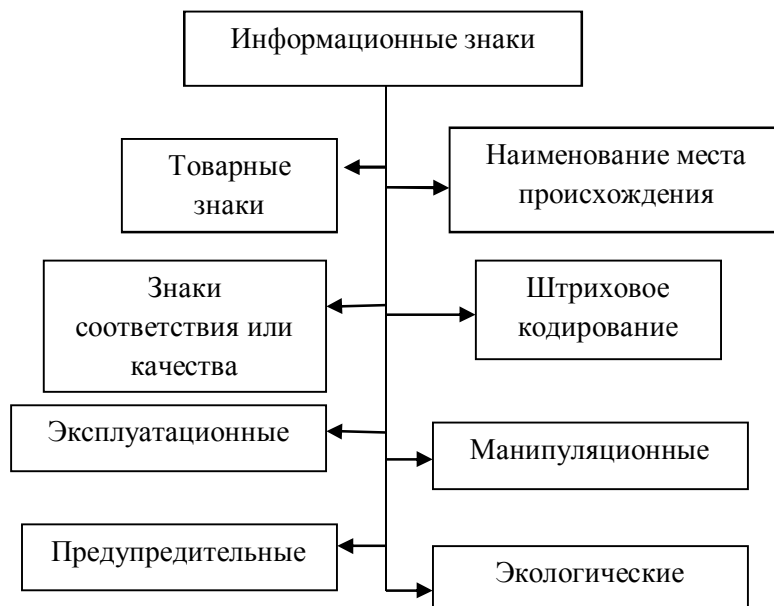 Информационные знаки
Товарные
знаки
Наименование места
происхождения
Знаки
соответствия или
качества
Штриховое
кодирование
Эксплуатационные
Манипуляционные
Предупредительные
Экологические